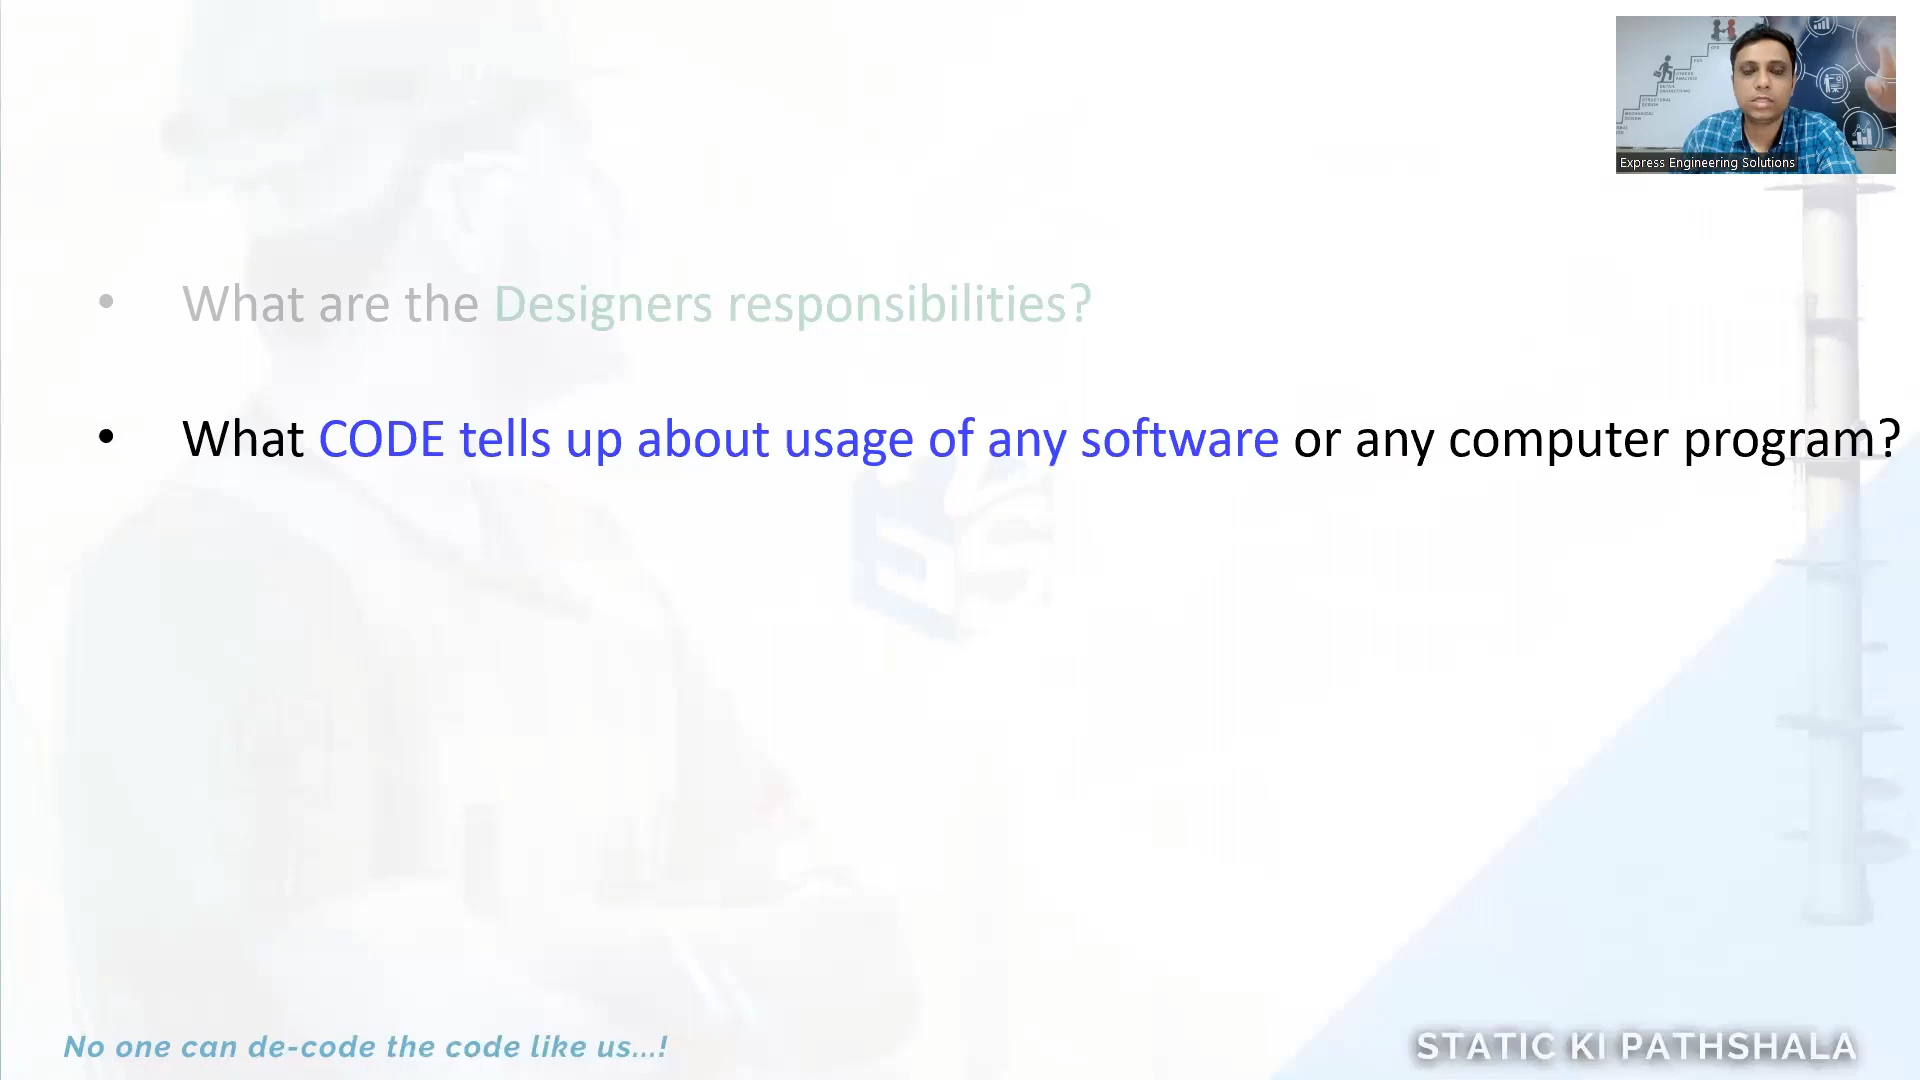 Express Engineering Solutions
• What are the Designers responsibilities?
• What CODE tells up about usage of any software or any computer program?
No one can de-code the code like us...!
STATIC KI PATHSHALA